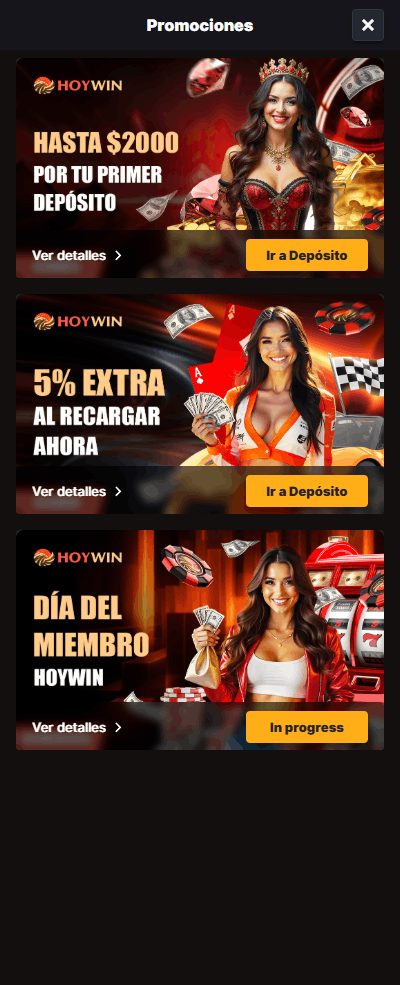 Promociones
HOYWIN
HASTA $2000
POR TU PRIMER
DEPÓSITO
Ver detalles
Ir a Depósito
HOYWIN
5% EXTRA
AL RECARGAR
AHORA
Ver detalles
Ir a Depósito
HOYWIN
DÍA DEL
MIEMBRO
HOYWIN
Ver detalles
In progress